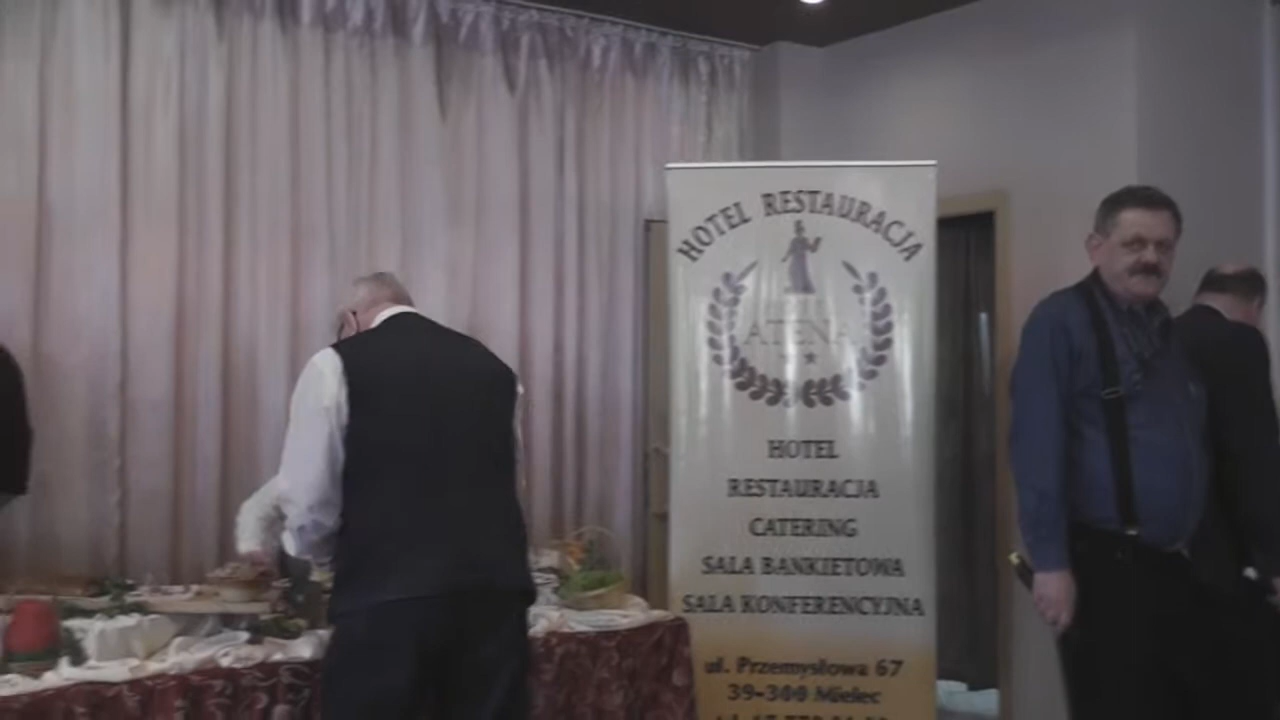 HOTEL RESTAURACJA
ATENA
HOTEL
RESTAURACJA
CATERING
SALA BANKIETOWA
SALA KONFERENCYJNA
ul. Przemysłowa 67
39-300 Mielec